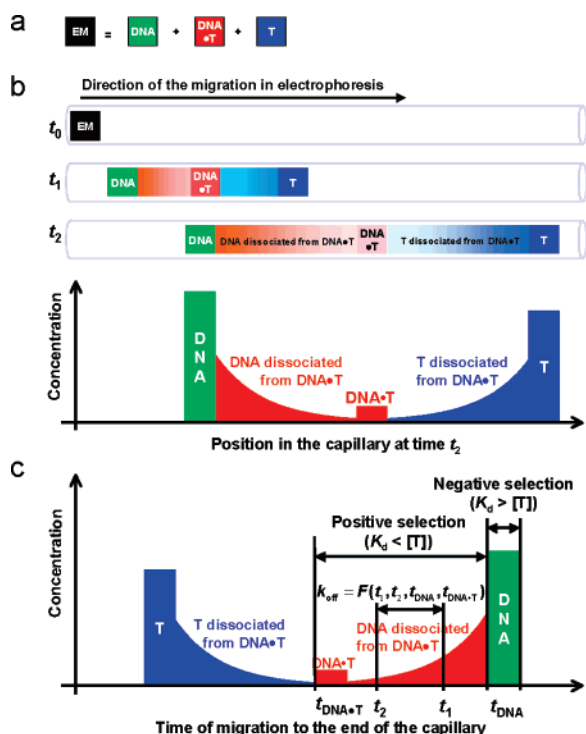 a
EM = DNA + DNA•T + T
b
Direction of the migration in electrophoresis
t0
EM
t1
DNA DNA•T T
t2
DNA DNA dissociated from DNA•T DNA•T T dissociated from DNA•T T
Concentration
DNA
DNA dissociated
from DNA•T
DNA•T
T dissociated
from DNA•T
T
Position in the capillary at time t2
c
Concentration
Negative selection
(Kd > [T])
Positive selection
(Kd < [T])
koff = F(t1, t2, tDNA, tDNA•T)
T
T dissociated
from DNA•T
DNA•T
DNA dissociated
from DNA•T
DNA
tDNA•T t2 t1 tDNA
Time of migration to the end of the capillary